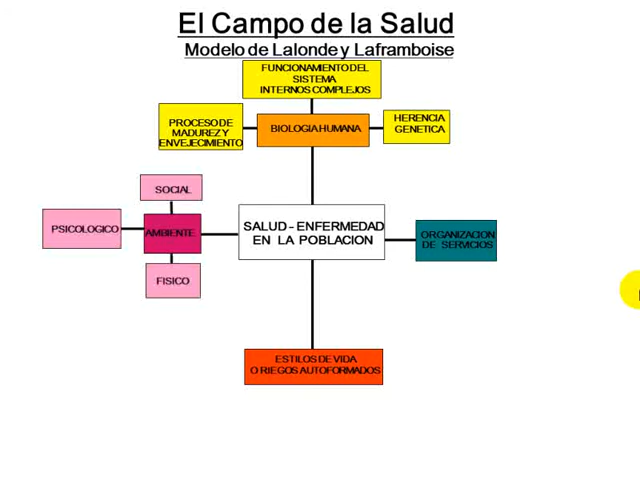 El Campo de la Salud
Modelo de Lalonde y Laframboise
FUNCIONAMIENTO DEL
SISTEMA
INTERNOS COMPLEJOS
PROCESO DE
MADUREZ Y
ENVEJECIMIENTO
BIOLOGIA HUMANA
HERENCIA
GENETICA
SOCIAL
PSICOLOGICO
AMBIENTE
FISICO
SALUD - ENFERMEDAD
EN LA POBLACION
ORGANIZACION
DE SERVICIOS
ESTILOS DE VIDA
O RIEGOS AUTOFORMADOS